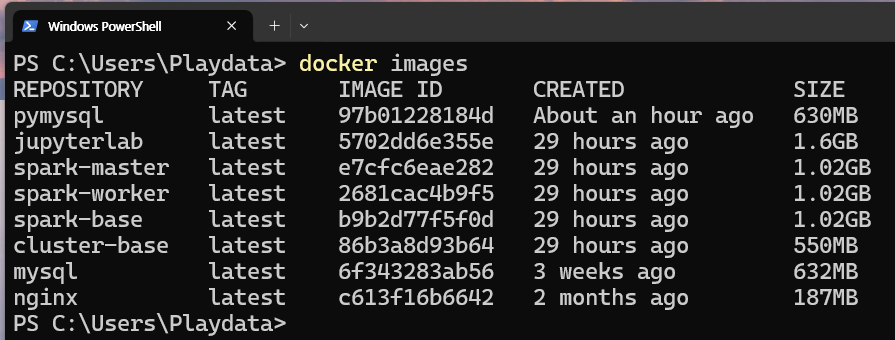 Windows PowerShell
PS C:\Users\Playdata> docker images
REPOSITORY TAG IMAGE ID CREATED SIZE
pymysql latest 97b01228184d About an hour ago 630MB
jupyterlab latest 5702dd6e355e 29 hours ago 1.6GB
spark-master latest e7cfc6eae282 29 hours ago 1.02GB
spark-worker latest 2681cac4b9f5 29 hours ago 1.02GB
spark-base latest b9b2d77f5f0d 29 hours ago 1.02GB
cluster-base latest 86b3a8d93b64 29 hours ago 550MB
mysql latest 6f343283ab56 3 weeks ago 632MB
nginx latest c613f16b6642 2 months ago 187MB
PS C:\Users\Playdata>